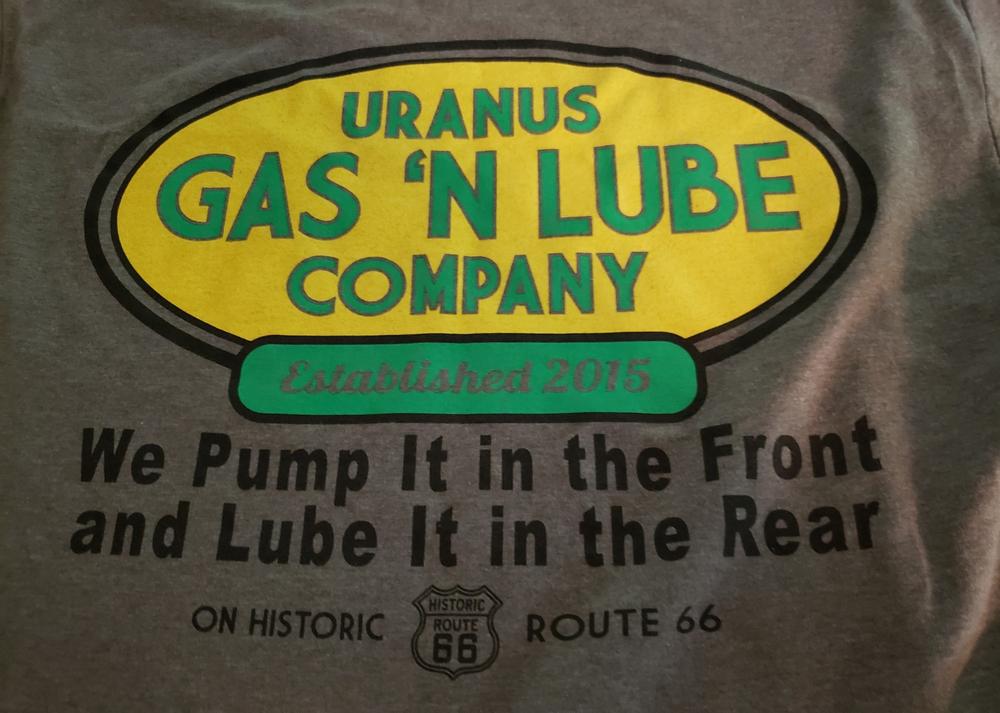 URANUS
GAS ‘N LUBE
COMPANY
Established 2015
We Pump It in the Front
and Lube It in the Rear
ON HISTORIC
HISTORIC
ROUTE
66
ROUTE 66